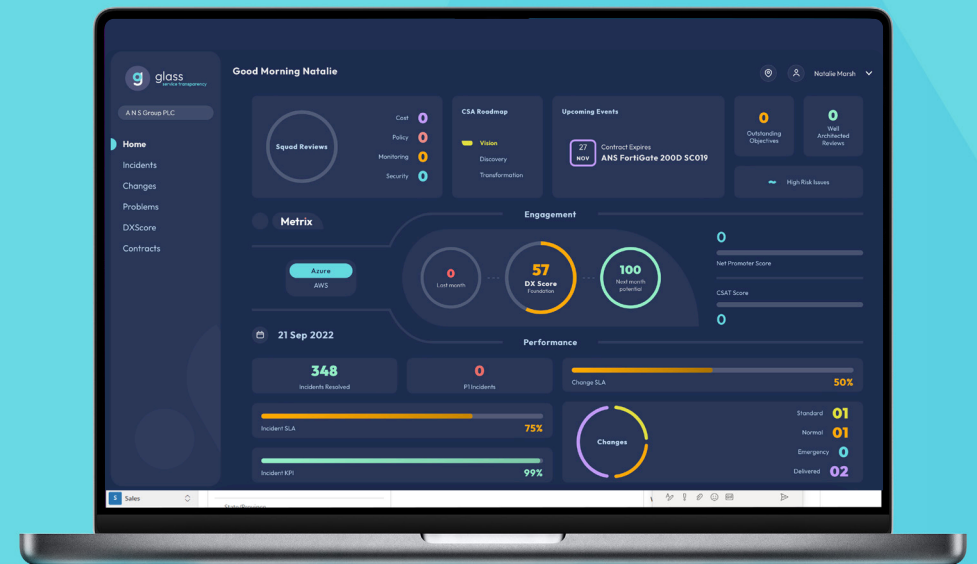 g glass
service transparency
Good Morning Natalie
Natalie Marsh
A N S Group PLC
Home
Incidents
Changes
Problems
DXScore
Contracts
Squad Reviews
Cost 0
Policy 0
Monitoring 0
Security 0
CSA Roadmap
Vision
Discovery
Transformation
Upcoming Events
27
NOV
Contract Expires
ANS FortiGate 200D SC019
0
Outstanding
Objectives
0
Well
Architected
Reviews
~ High Risk Issues
Metrix
Engagement
Azure
AWS
0
Last month
57
DX Score
Foundation
100
Next month
potential
0
Net Promoter Score
CSAT Score
0
21 Sep 2022
Performance
348
Incidents Resolved
0
P1 Incidents
Change SLA
50%
Incident SLA
75%
Incident KPI
99%
Changes
Standard 01
Normal 01
Emergency 0
Delivered 02
S Sales